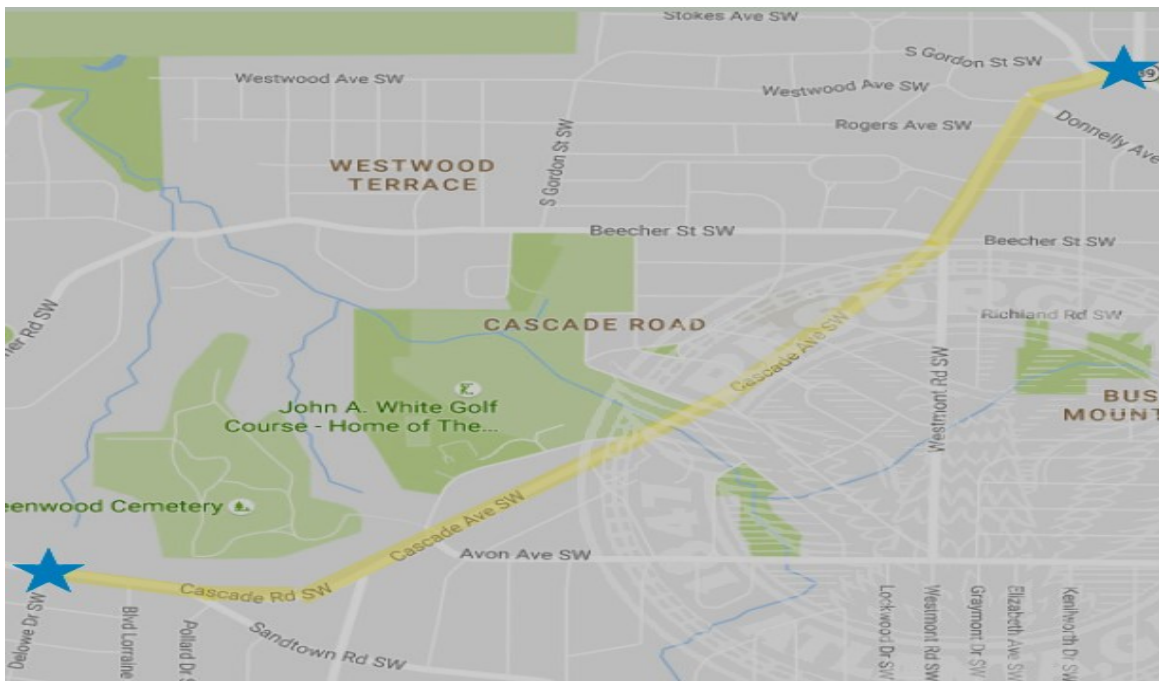 Stokes Ave SW
S Gordon St SW
Westwood Ave SW
Westwood Ave SW
Rogers Ave SW
Donnelly Ave
S Gordon St SW
WESTWOOD
TERRACE
Beecher St SW
Beecher St SW
Richland Rd SW
CASCADE ROAD
Cascade Ave SW
Westmont Rd SW
John A. White Golf
Course - Home of The...
BUS
MOUNT
eenwood Cemetery
Cascade Ave SW
Avon Ave SW
Cascade Rd SW
Delowe Dr SW
Blvd Lorraine
Pollard Dr S
Sandtown Rd SW
Lockwood Dr SW
Westmont Rd SW
Graymont Dr SW
Elizabeth Ave SW
Kenilworth Dr SW